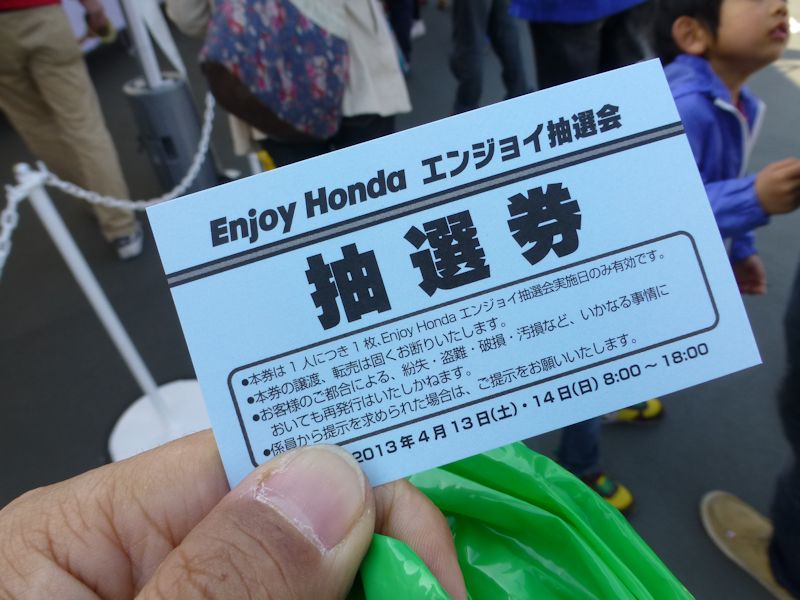 Enjoy Honda エンジョイ抽選会
抽選券
●本券は1人につき1枚、Enjoy Honda エンジョイ抽選会実施日のみ有効です。
●本券の譲渡、転売は固くお断りいたします。
●お客様のご都合による、紛失・盗難・破損・汚損など、いかなる事情に
おいても再発行はいたしかねます。
●係員から提示を求められた場合は、ご提示をお願いいたします。
2013年4月13日(土)・14日(日) 8:00~18:00